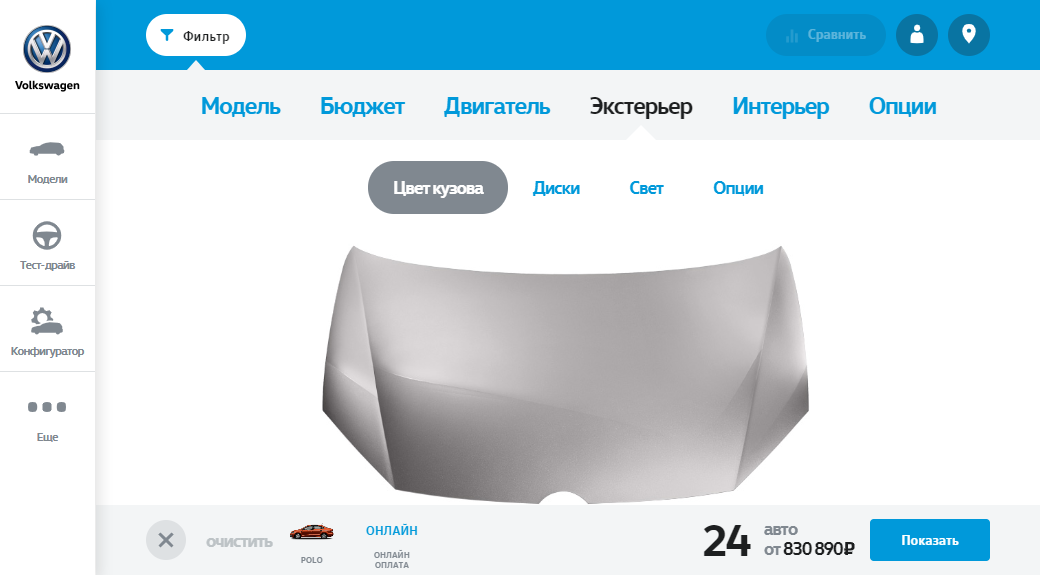 Фильтр
Сравнить
Volkswagen
Модель Бюджет Двигатель Экстерьер Интерьер Опции
Модели
Цвет кузова Диски Свет Опции
Тест-драйв
Конфигуратор
Еще
ОЧИСТИТЬ
POLO
ОНЛАЙН
ОНЛАЙН
ОПЛАТА
24
авто
от 830 890₽
Показать